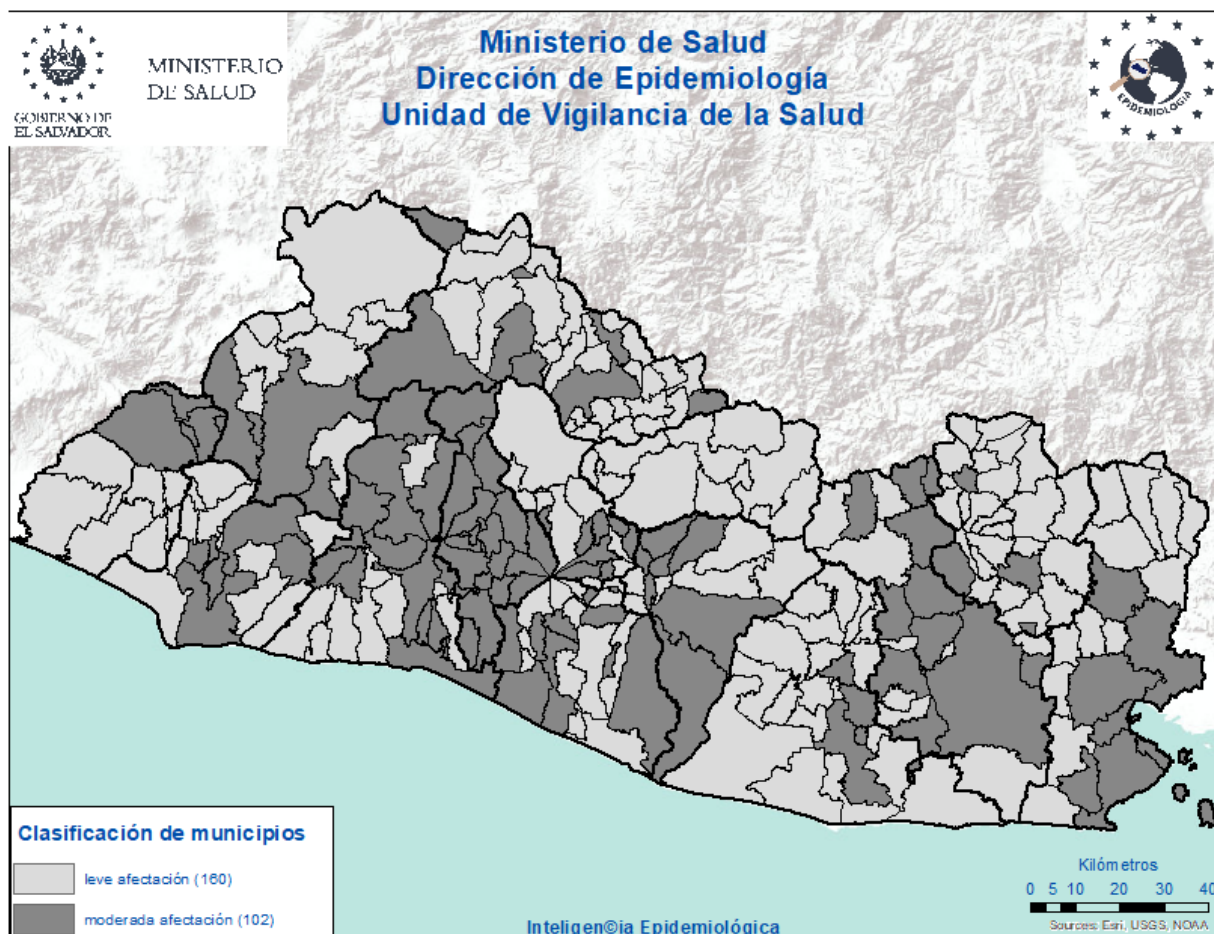 Ministerio de Salud
Dirección de Epidemiología
Unidad de Vigilancia de la Salud
MINISTERIO
DE SALUD
GOBIERNO DE
EL SALVADOR
EPIDEMIOLOGÍA
Clasificación de municipios
leve afectación (160)
moderada afectación (102)
Inteligen©ia Epidemiológica
Kilómetros
0 5 10 20 30 40
Sources: Esri, USGS, NOAA